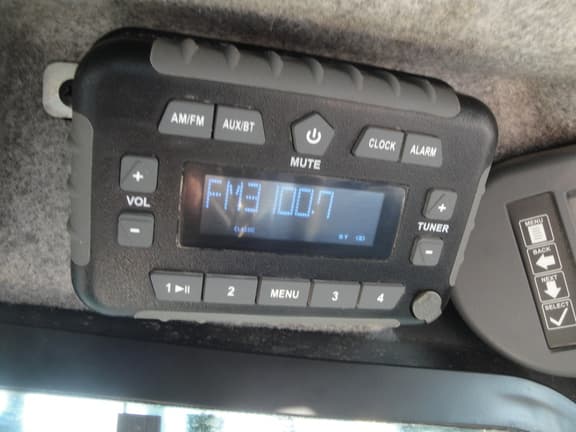 AM/FM AUX/BT CLOCK ALARM
MUTE
+ +
VOL TUNER
- -
100.7
CLASSIC
1 ▶II 2 MENU 3 4
MENU
BACK
NEXT
SELECT